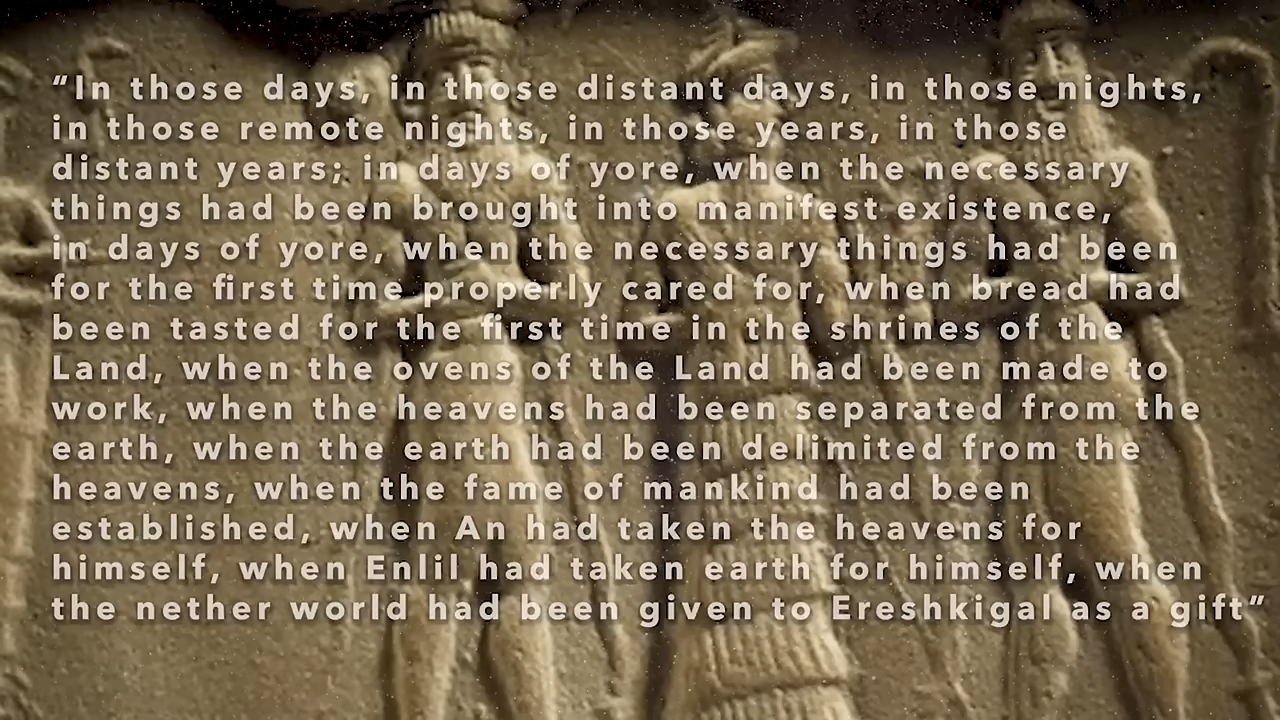 “In those days, in those distant days, in those nights,
in those remote nights, in those years, in those
distant years; in days of yore, when the necessary
things had been brought into manifest existence,
in days of yore, when the necessary things had been
for the first time properly cared for, when bread had
been tasted for the first time in the shrines of the
Land, when the ovens of the Land had been made to
work, when the heavens had been separated from the
earth, when the earth had been delimited from the
heavens, when the fame of mankind had been
established, when An had taken the heavens for
himself, when Enlil had taken earth for himself, when
the nether world had been given to Ereshkigal as a gift”